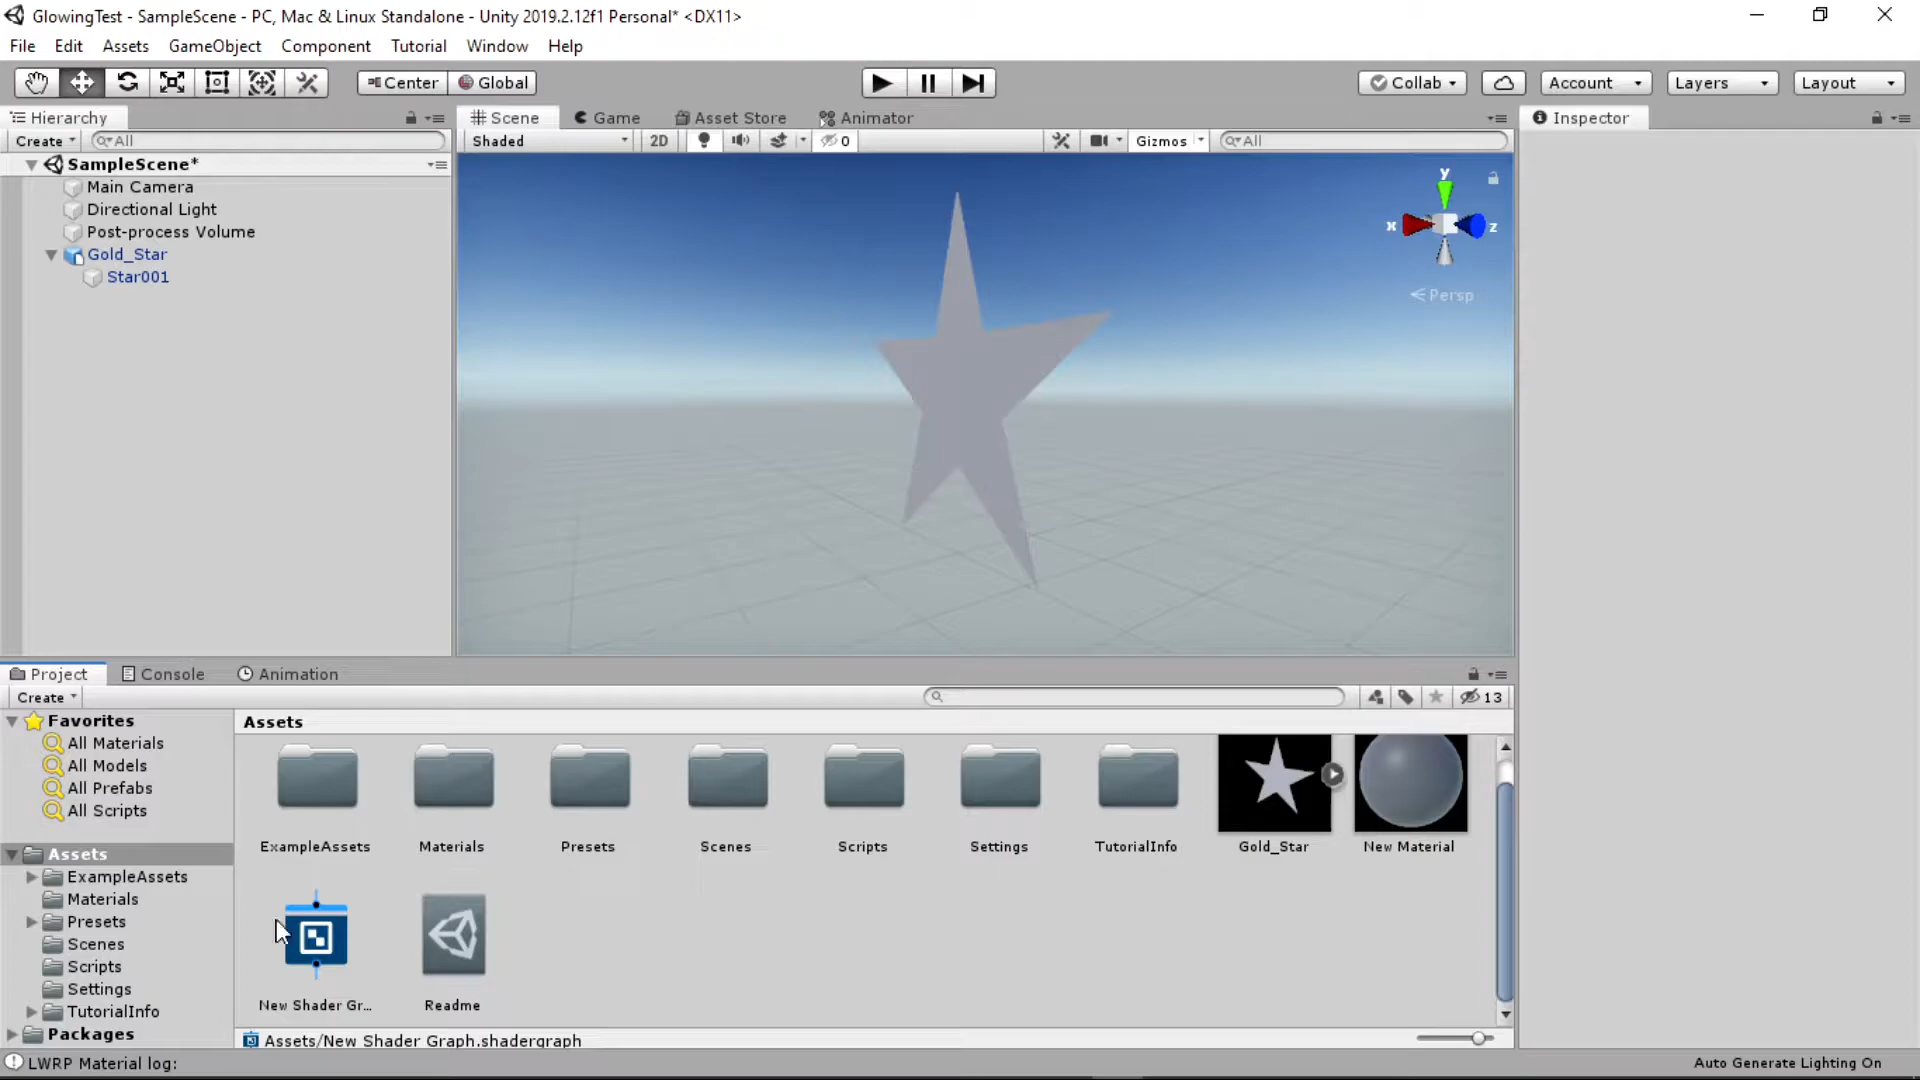 GlowingTest - SampleScene - PC, Mac & Linux Standalone - Unity 2019.2.12f1 Personal* <DX11>
File Edit Assets GameObject Component Tutorial Window Help
Center Global Collab Account Layers Layout
Hierarchy
Create All
SampleScene*
Main Camera
Directional Light
Post-process Volume
Gold_Star
Star001
Scene Game Asset Store Animator
Shaded 2D 0 Gizmos All
y
x z
Persp
Inspector
Project Console Animation
Create 13
Favorites
All Materials
All Models
All Prefabs
All Scripts
Assets
ExampleAssets
Materials
Presets
Scenes
Scripts
Settings
TutorialInfo
Packages
Assets
ExampleAssets Materials Presets Scenes Scripts Settings TutorialInfo Gold_Star New Material
New Shader Gr... Readme
Assets/New Shader Graph.shadergraph
LWRP Material log:
Auto Generate Lighting On